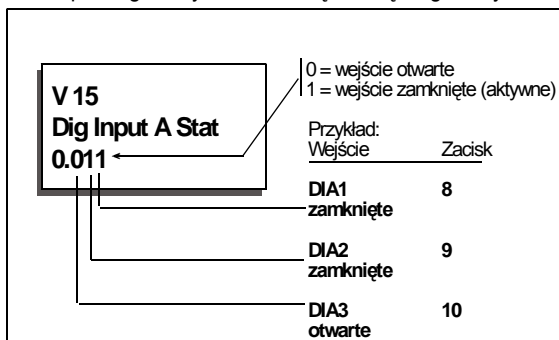 V 15
Dig Input A Stat
0.011
0 = wejście otwarte
1 = wejście zamknięte (aktywne)
Przykład:
Wejście Zacisk
DIA1 8
zamknięte
DIA2 9
zamknięte
DIA3 10
otwarte